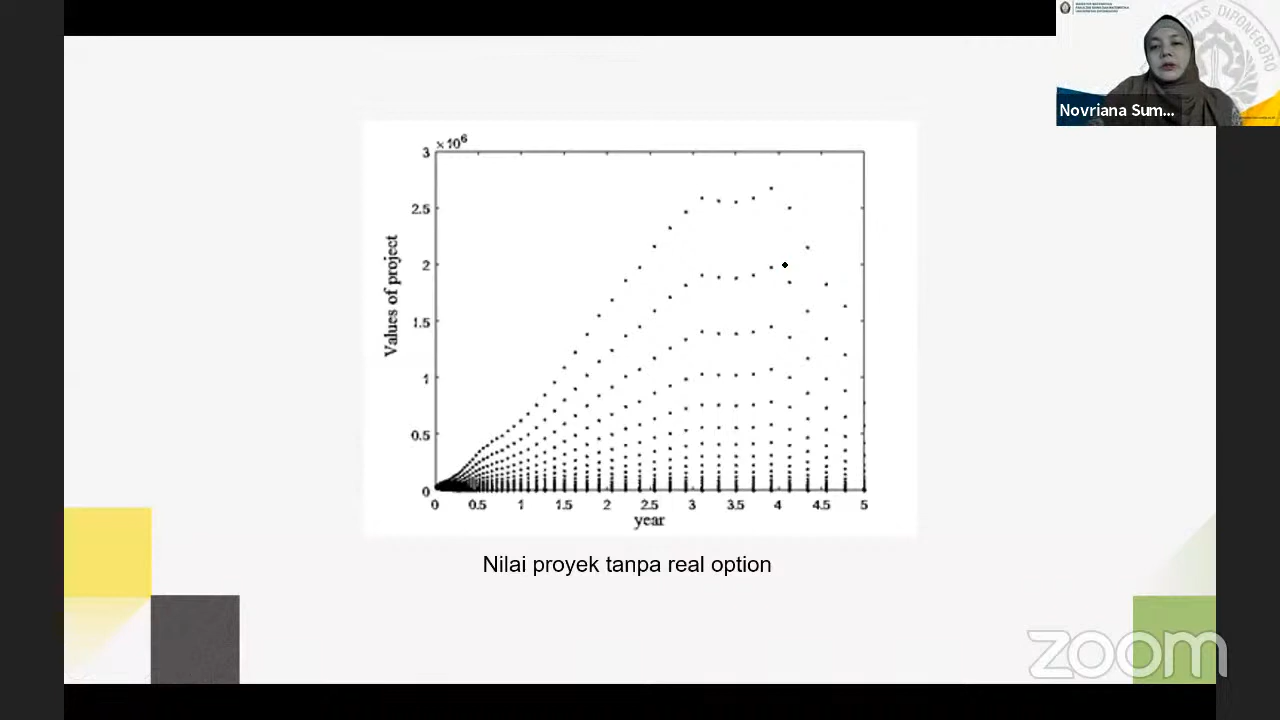 Novriana Sum...
×10⁶
3
2.5
2
1.5
1
0.5
0
Values of project
0 0.5 1 1.5 2 2.5 3 3.5 4 4.5 5
year
Nilai proyek tanpa real option
zoom